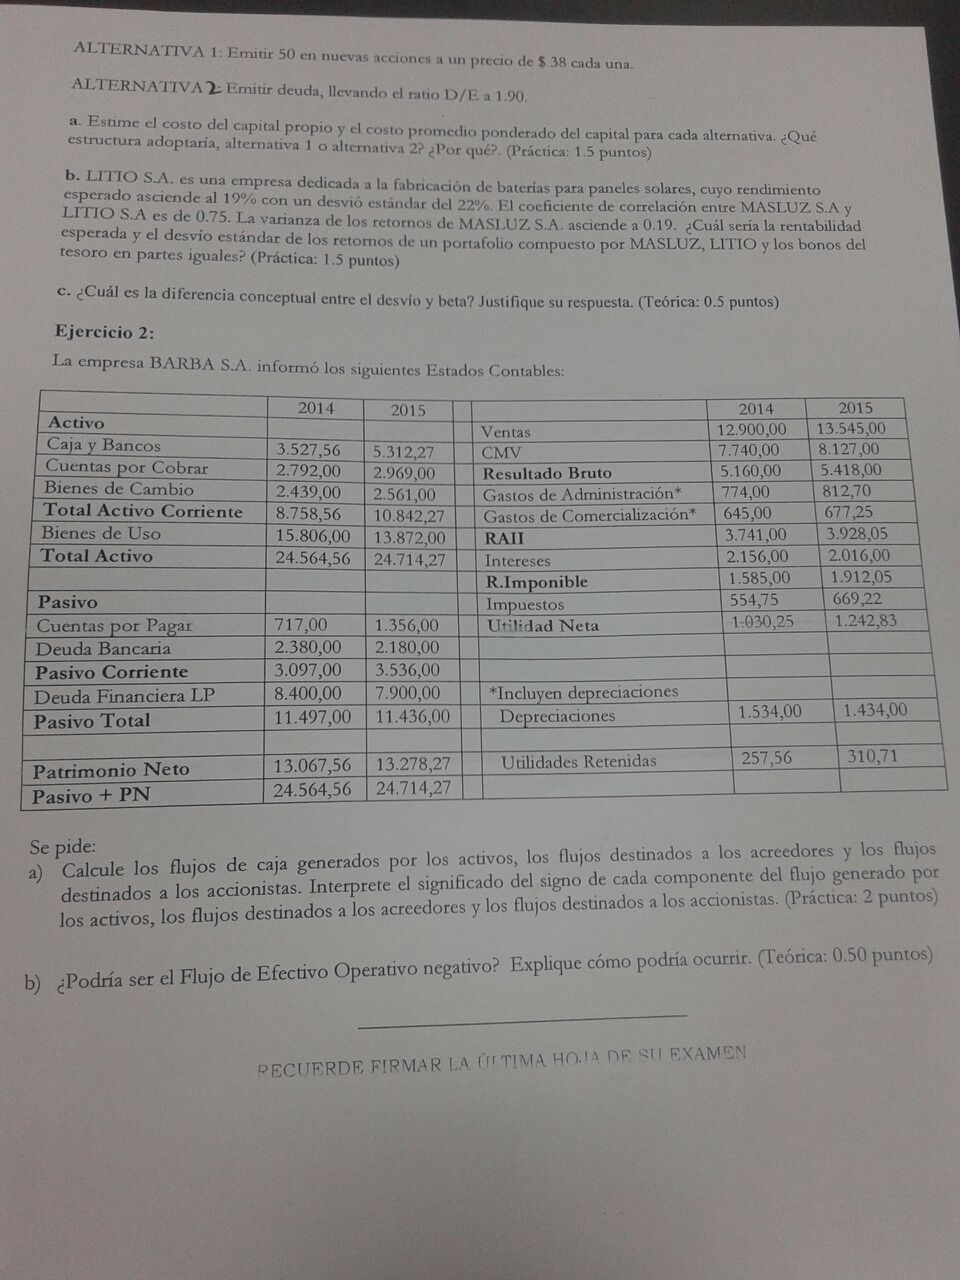 ALTERNATIVA 1: Emitir 50 en nuevas acciones a un precio de $ 38 cada una.
ALTERNATIVA 2: Emitir deuda, llevando el ratio D/E a 1.90.
a. Estime el costo del capital propio y el costo promedio ponderado del capital para cada alternativa. ¿Qué
estructura adoptaría, alternativa 1 o alternativa 2? ¿Por qué?. (Práctica: 1.5 puntos)
b. LITIO S.A. es una empresa dedicada a la fabricación de baterías para paneles solares, cuyo rendimiento
esperado asciende al 19% con un desvió estándar del 22%. El coeficiente de correlación entre MASLUZ S.A y
LITIO S.A es de 0.75. La varianza de los retornos de MASLUZ S.A. asciende a 0.19. ¿Cuál sería la rentabilidad
esperada y el desvío estándar de los retornos de un portafolio compuesto por MASLUZ, LITIO y los bonos del
tesoro en partes iguales? (Práctica: 1.5 puntos)
c. ¿Cuál es la diferencia conceptual entre el desvío y beta? Justifique su respuesta. (Teórica: 0.5 puntos)
Ejercicio 2:
La empresa BARBA S.A. informó los siguientes Estados Contables:
2014 2015 2014 2015
Activo Ventas 12.900,00 13.545,00
Caja y Bancos 3.527,56 5.312,27 CMV 7.740,00 8.127,00
Cuentas por Cobrar 2.792,00 2.969,00 Resultado Bruto 5.160,00 5.418,00
Bienes de Cambio 2.439,00 2.561,00 Gastos de Administración* 774,00 812,70
Total Activo Corriente 8.758,56 10.842,27 Gastos de Comercialización* 645,00 677,25
Bienes de Uso 15.806,00 13.872,00 RAII 3.741,00 3.928,05
Total Activo 24.564,56 24.714,27 Intereses 2.156,00 2.016,00
R.Imponible 1.585,00 1.912,05
Pasivo Impuestos 554,75 669,22
Cuentas por Pagar 717,00 1.356,00 Utilidad Neta 1.030,25 1.242,83
Deuda Bancaria 2.380,00 2.180,00
Pasivo Corriente 3.097,00 3.536,00
Deuda Financiera LP 8.400,00 7.900,00 *Incluyen depreciaciones
Pasivo Total 11.497,00 11.436,00 Depreciaciones 1.534,00 1.434,00
Patrimonio Neto 13.067,56 13.278,27 Utilidades Retenidas 257,56 310,71
Pasivo + PN 24.564,56 24.714,27
Se pide:
a) Calcule los flujos de caja generados por los activos, los flujos destinados a los acreedores y los flujos
destinados a los accionistas. Interprete el significado del signo de cada componente del flujo generado por
los activos, los flujos destinados a los acreedores y los flujos destinados a los accionistas. (Práctica: 2 puntos)
b) ¿Podría ser el Flujo de Efectivo Operativo negativo? Explique cómo podría ocurrir. (Teórica: 0.50 puntos)
RECUERDE FIRMAR LA ÚLTIMA HOJA DE SU EXAMEN